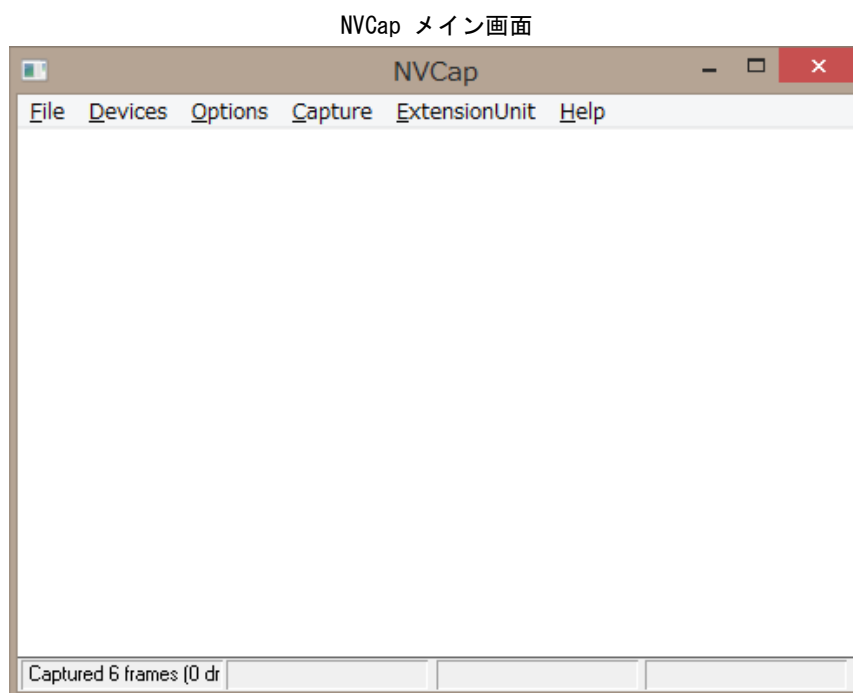 NVCap メイン画面
NVCap
File Devices Options Capture ExtensionUnit Help
Captured 6 frames (0 dr